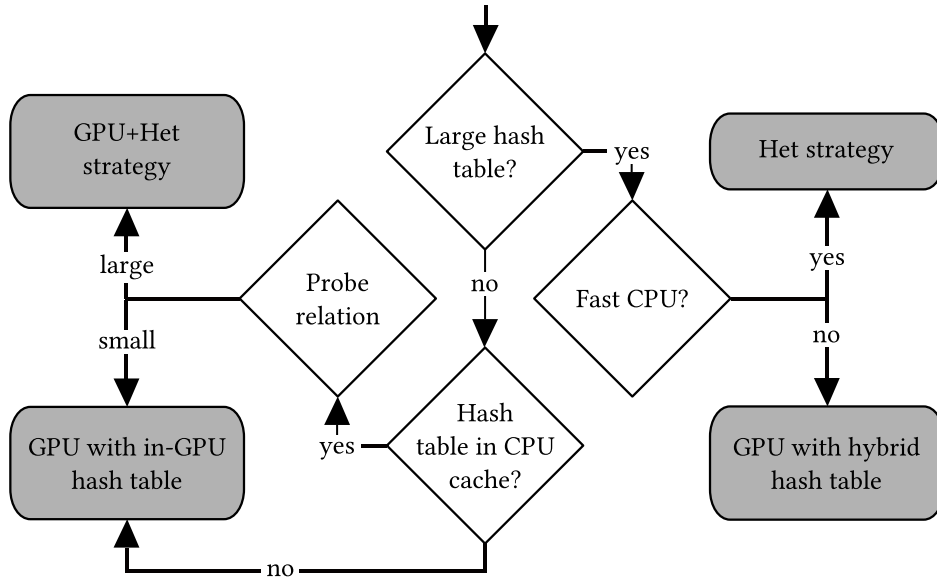 GPU+Het
strategy
Large hash
table?
yes
Het strategy
large
small
Probe
relation
no
Fast CPU?
yes
no
GPU with in-GPU
hash table
yes
Hash
table in CPU
cache?
GPU with hybrid
hash table
no